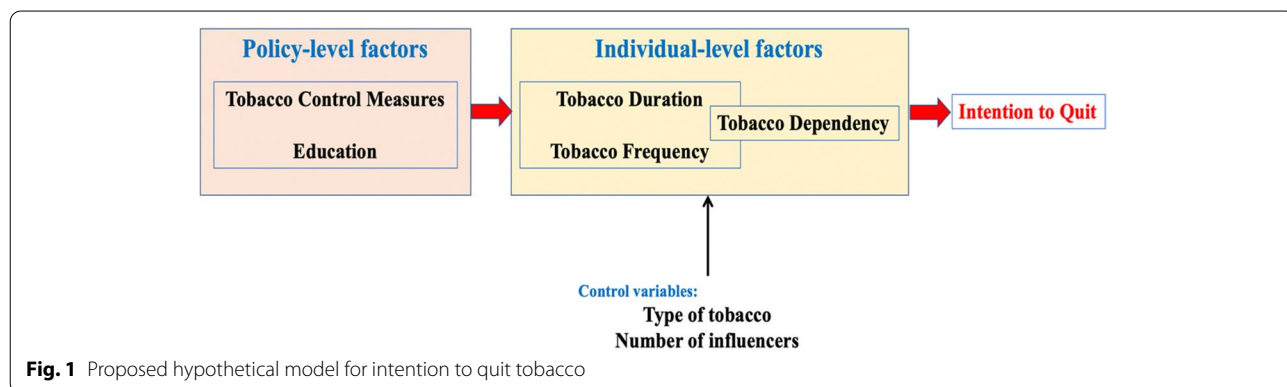 Policy-level factors
Tobacco Control Measures
Education
Individual-level factors
Tobacco Duration
Tobacco Dependency
Tobacco Frequency
Intention to Quit
Control variables:
Type of tobacco
Number of influencers
Fig. 1 Proposed hypothetical model for intention to quit tobacco